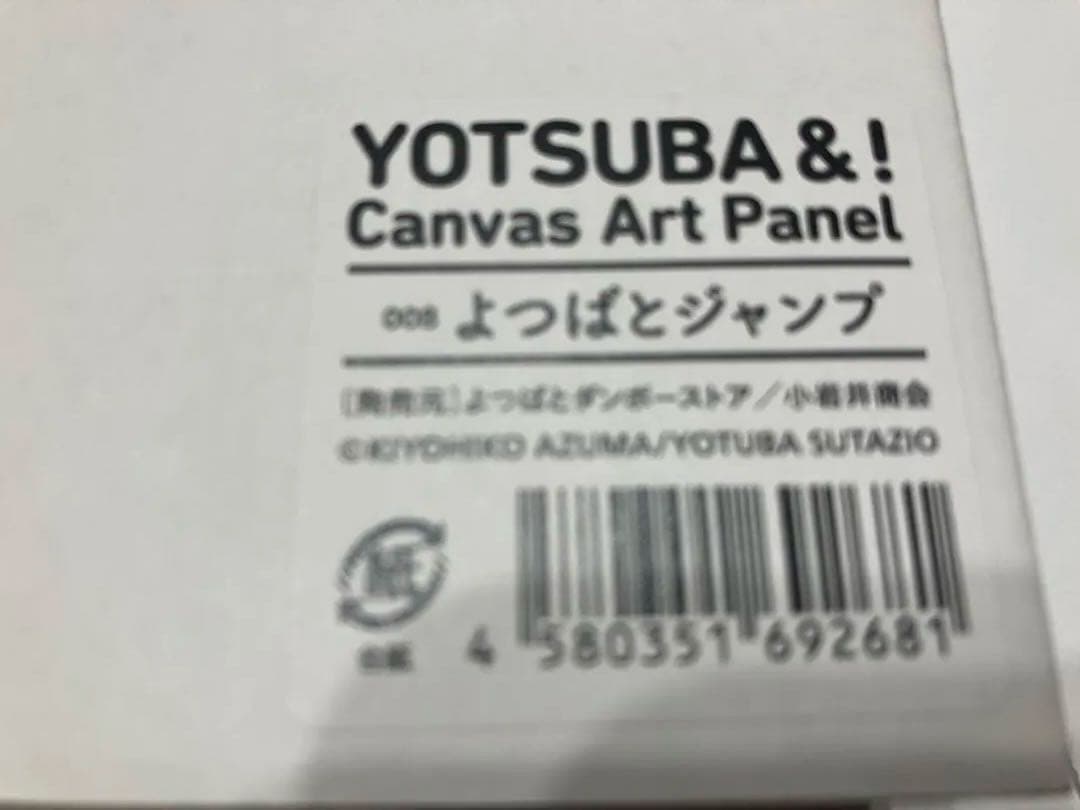 YOTSUBA &!
Canvas Art Panel
008 よつばとジャンプ
[発売元]よつばとダンボーストア／小岩井商会
©KIYOHIKO AZUMA/YOTUBA SUTAZIO
紙
4 580351 692681